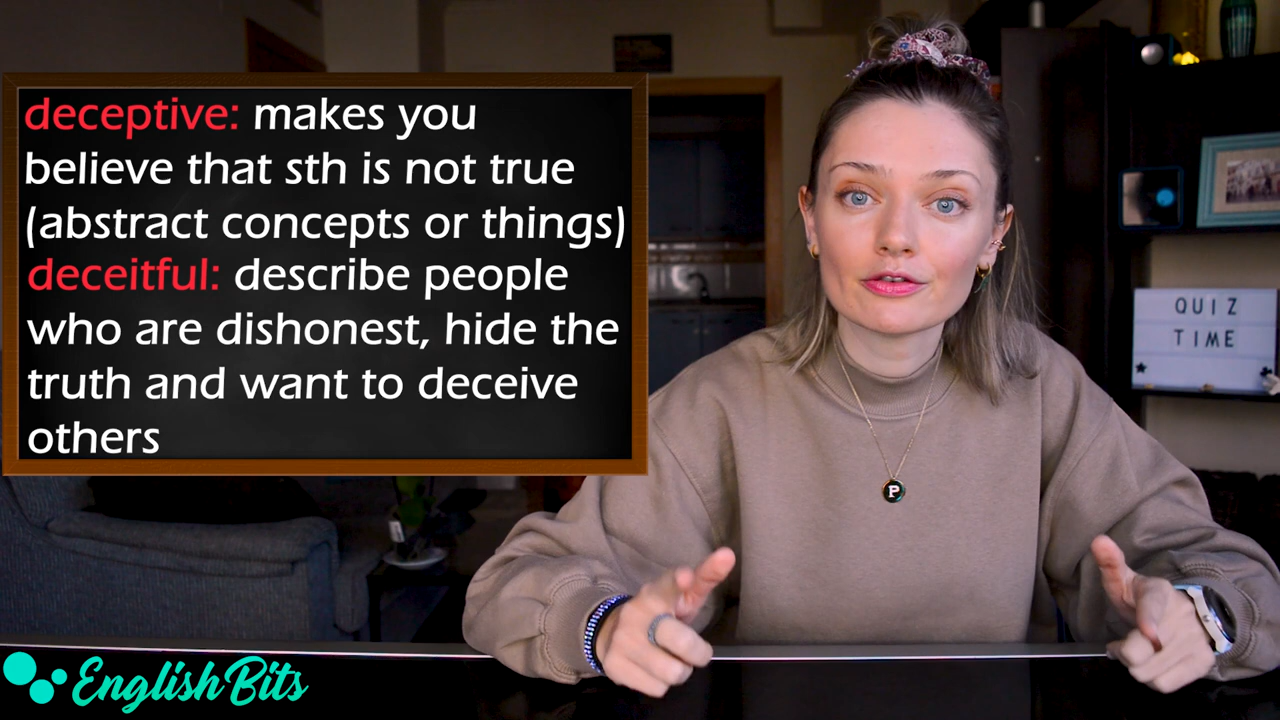 deceptive: makes you
believe that sth is not true
(abstract concepts or things)
deceitful: describe people
who are dishonest, hide the
truth and want to deceive
others
QUIZ
TIME
P
EnglishBits